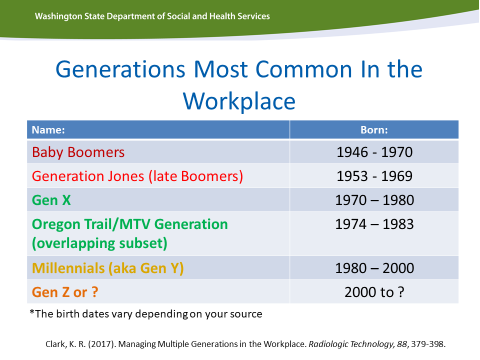 Washington State Department of Social and Health Services
Generations Most Common In the
Workplace
Name: Born:
Baby Boomers 1946 - 1970
Generation Jones (late Boomers) 1953 - 1969
Gen X 1970 – 1980
Oregon Trail/MTV Generation 1974 – 1983
(overlapping subset)
Millennials (aka Gen Y) 1980 – 2000
Gen Z or ? 2000 to ?
*The birth dates vary depending on your source
Clark, K. R. (2017). Managing Multiple Generations in the Workplace. Radiologic Technology, 88, 379-398.